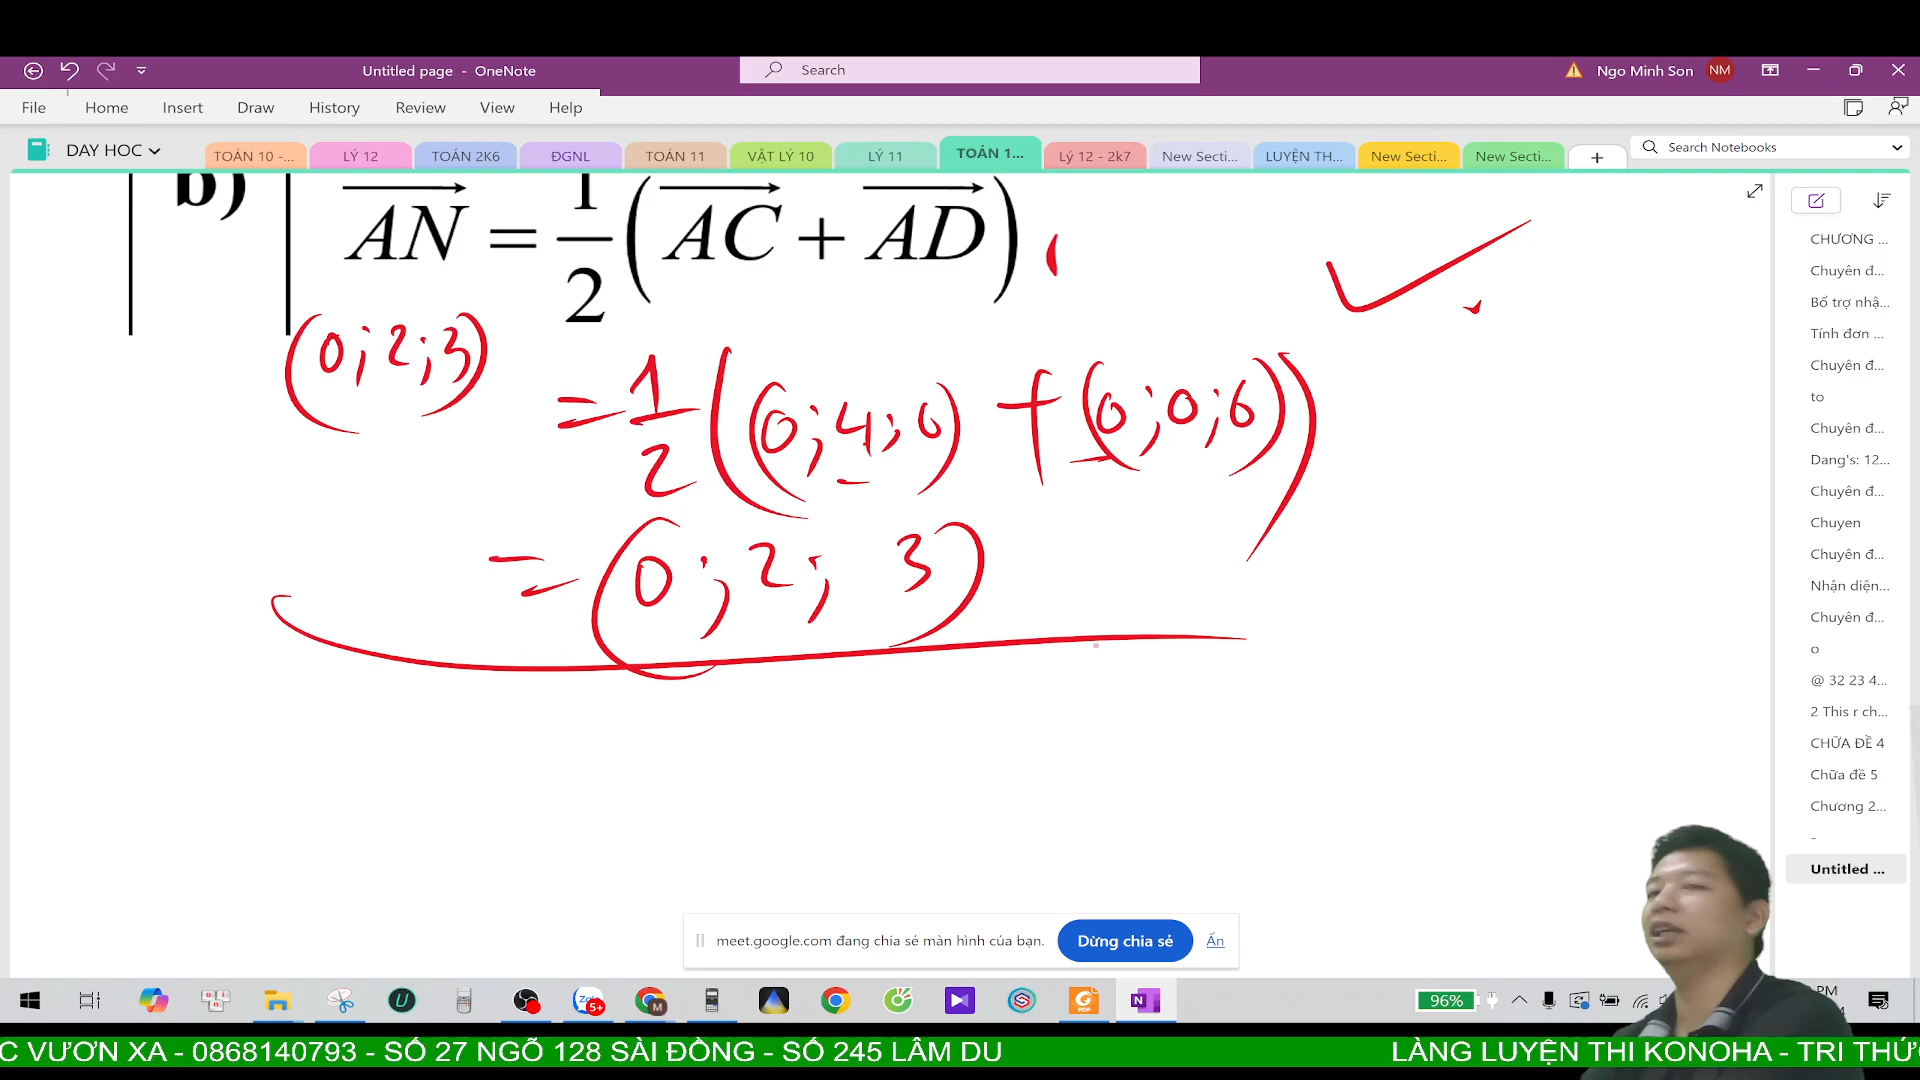 Untitled page - OneNote
Search
Ngo Minh Son
NM
File
Home
Insert
Draw
History
Review
View
Help
DAY HOC
TOÁN 10 -...
LÝ 12
TOÁN 2K6
ĐGNL
TOÁN 11
VẬT LÝ 10
LÝ 11
TOÁN 1...
Lý 12 - 2k7
New Secti...
LUYỆN TH...
New Secti...
New Secti...
+
Search Notebooks
b) AN = 1/2 (AC + AD)
(0;2;3)
= 1/2 ((0;4;0) + (0;0;6))
= (0;2;3)
CHƯƠNG ...
Chuyên đ...
Bổ trợ nhậ...
Tính đơn ...
Chuyên đ...
to
Chuyên đ...
Dang's: 12...
Chuyên đ...
Chuyen
Chuyên đ...
Nhận diện...
Chuyên đ...
o
@ 32 23 4...
2 This r ch...
CHỮA ĐỀ 4
Chữa đề 5
Chương 2...
-
Untitled ...
meet.google.com đang chia sẻ màn hình của bạn.
Dừng chia sẻ
Ẩn
96%
PM
C VƯƠN XA - 0868140793 - SỐ 27 NGÕ 128 SÀI ĐỒNG - SỐ 245 LÂM DU
LÀNG LUYỆN THI KONOHA - TRI THỨC